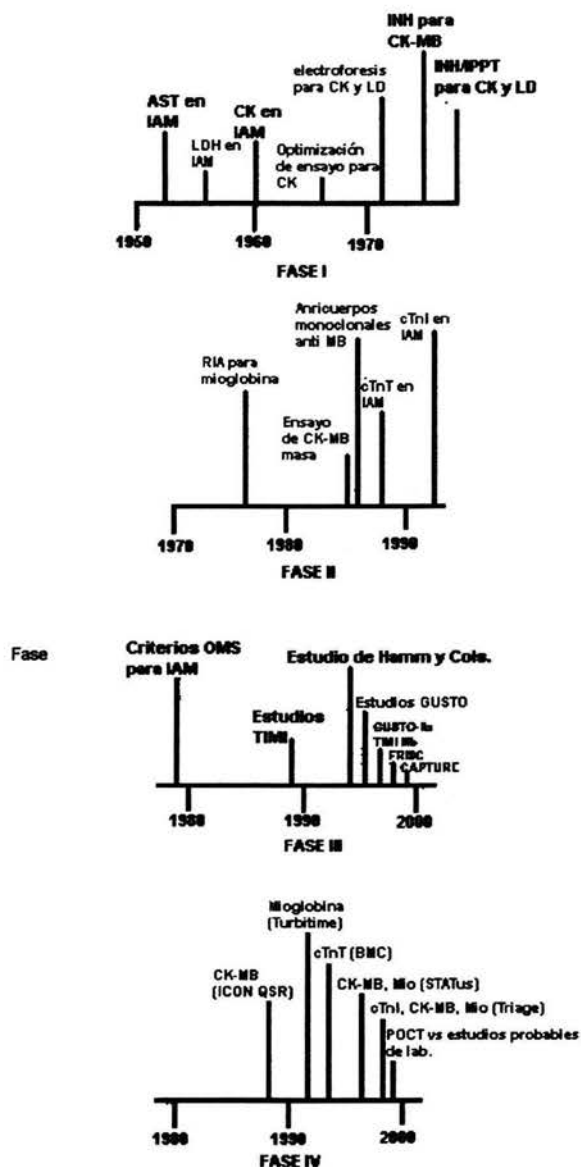 INH para
CK-MB
electroforesis
para CK y LD
INH/IPPT
para CK y LD
AST en
IAM
CK en
IAM
LDH en
IAM
Optimización
de ensayo para
CK
1950
1960
1970
FASE I
Anricuerpos
monoclonales
anti MB
cTnI en
IAM
RIA para
mioglobina
cTnT en
IAM
Ensayo
de CK-MB
masa
1970
1980
1990
FASE II
Fase
Criterios OMS
para IAM
Estudio de Hamm y Cols.
Estudios GUSTO
Estudios
TIMI
GUSTO-IIa
TIMI IIIb
FRISC
CAPTURE
1980
1990
2000
FASE III
Mioglobina
(Turbitime)
cTnT (BMC)
CK-MB
(ICON QSR)
CK-MB, Mio (STATus)
cTnI, CK-MB, Mio (Triage)
POCT vs estudios probables
de lab.
1980
1990
2000
FASE IV